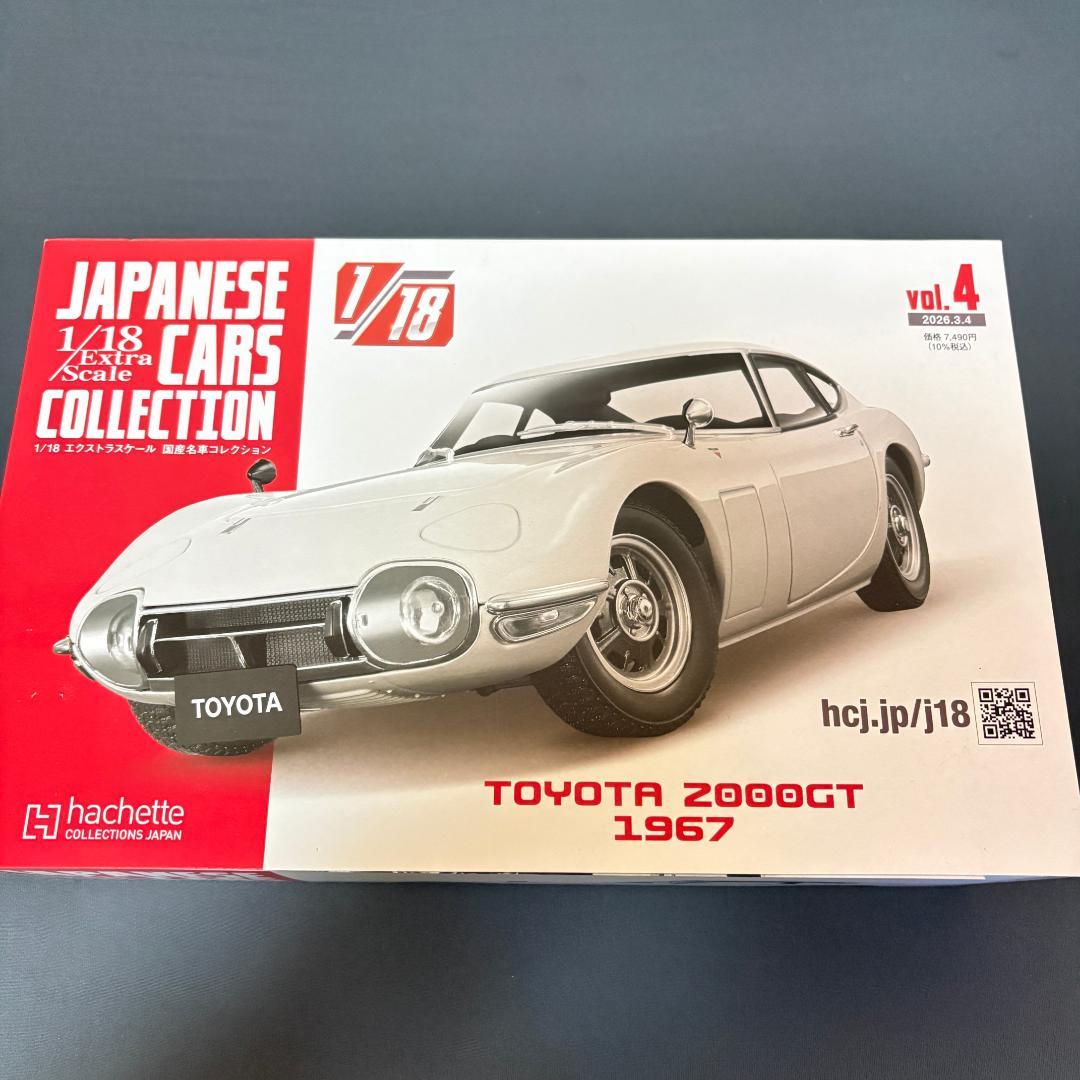 JAPANESE
1/18
Extra
Scale
CARS
COLLECTION
1/18 エクストラスケール 国産名車コレクション
1/18
vol.4
2026.3.4
価格 7,490円
(10%税込)
TOYOTA
hcj.jp/j18
TOYOTA 2000GT
1967
hachette
COLLECTIONS JAPAN